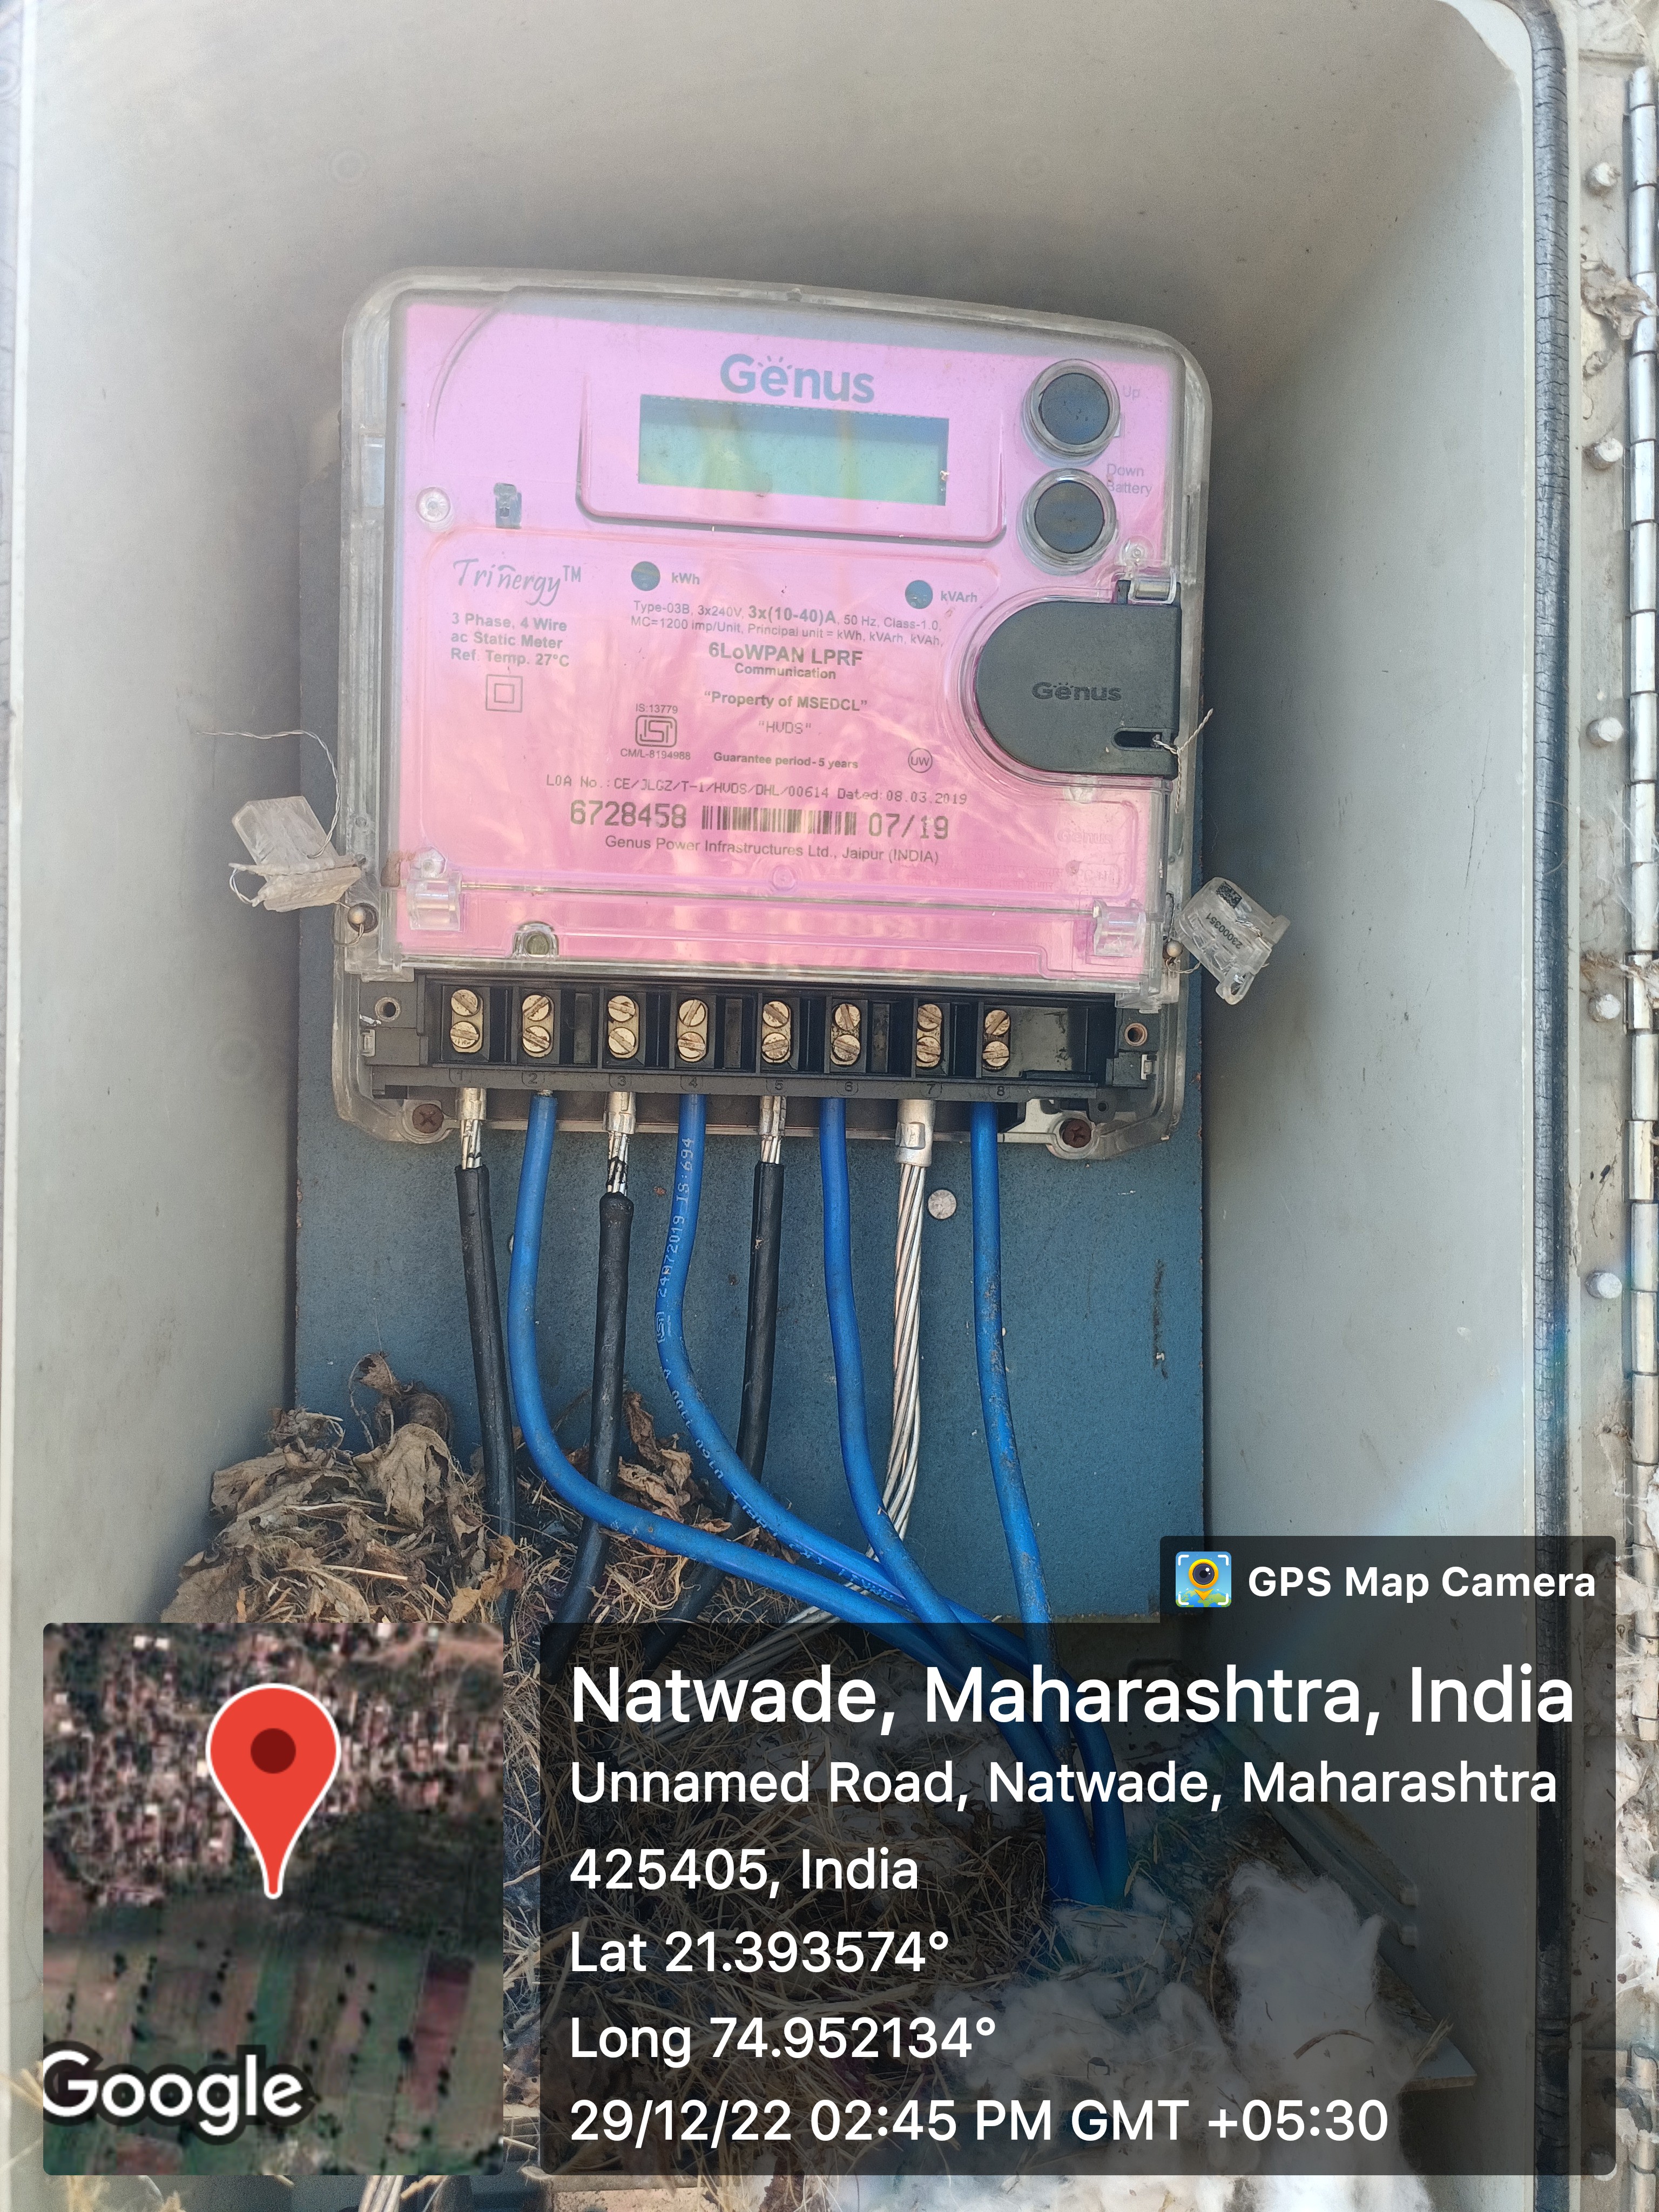 Genus
Up
Down
Battery
Trinergy™
kWh
kVArh
3 Phase, 4 Wire
ac Static Meter
Ref. Temp. 27°C
Type-03B, 3x240V, 3x(10-40)A, 50 Hz, Class-1.0,
MC=1200 imp/Unit, Principal unit = kWh, kVArh, kVAh,
6LoWPAN LPRF
Communication
"Property of MSEDCL"
"HVDS"
IS:13779
CM/L-8194988
Guarantee period-5 years
UW
Genus
LOA No.:CE/JLGZ/T-1/HVDS/DHL/00614 Dated:08.03.2019
6728458 07/19
Genus Power Infrastructures Ltd., Jaipur (INDIA)
23000351
1 2 3 4 5 6 7 8
IS:694
GPS Map Camera
Natwade, Maharashtra, India
Unnamed Road, Natwade, Maharashtra
425405, India
Lat 21.393574°
Long 74.952134°
29/12/22 02:45 PM GMT +05:30
Google